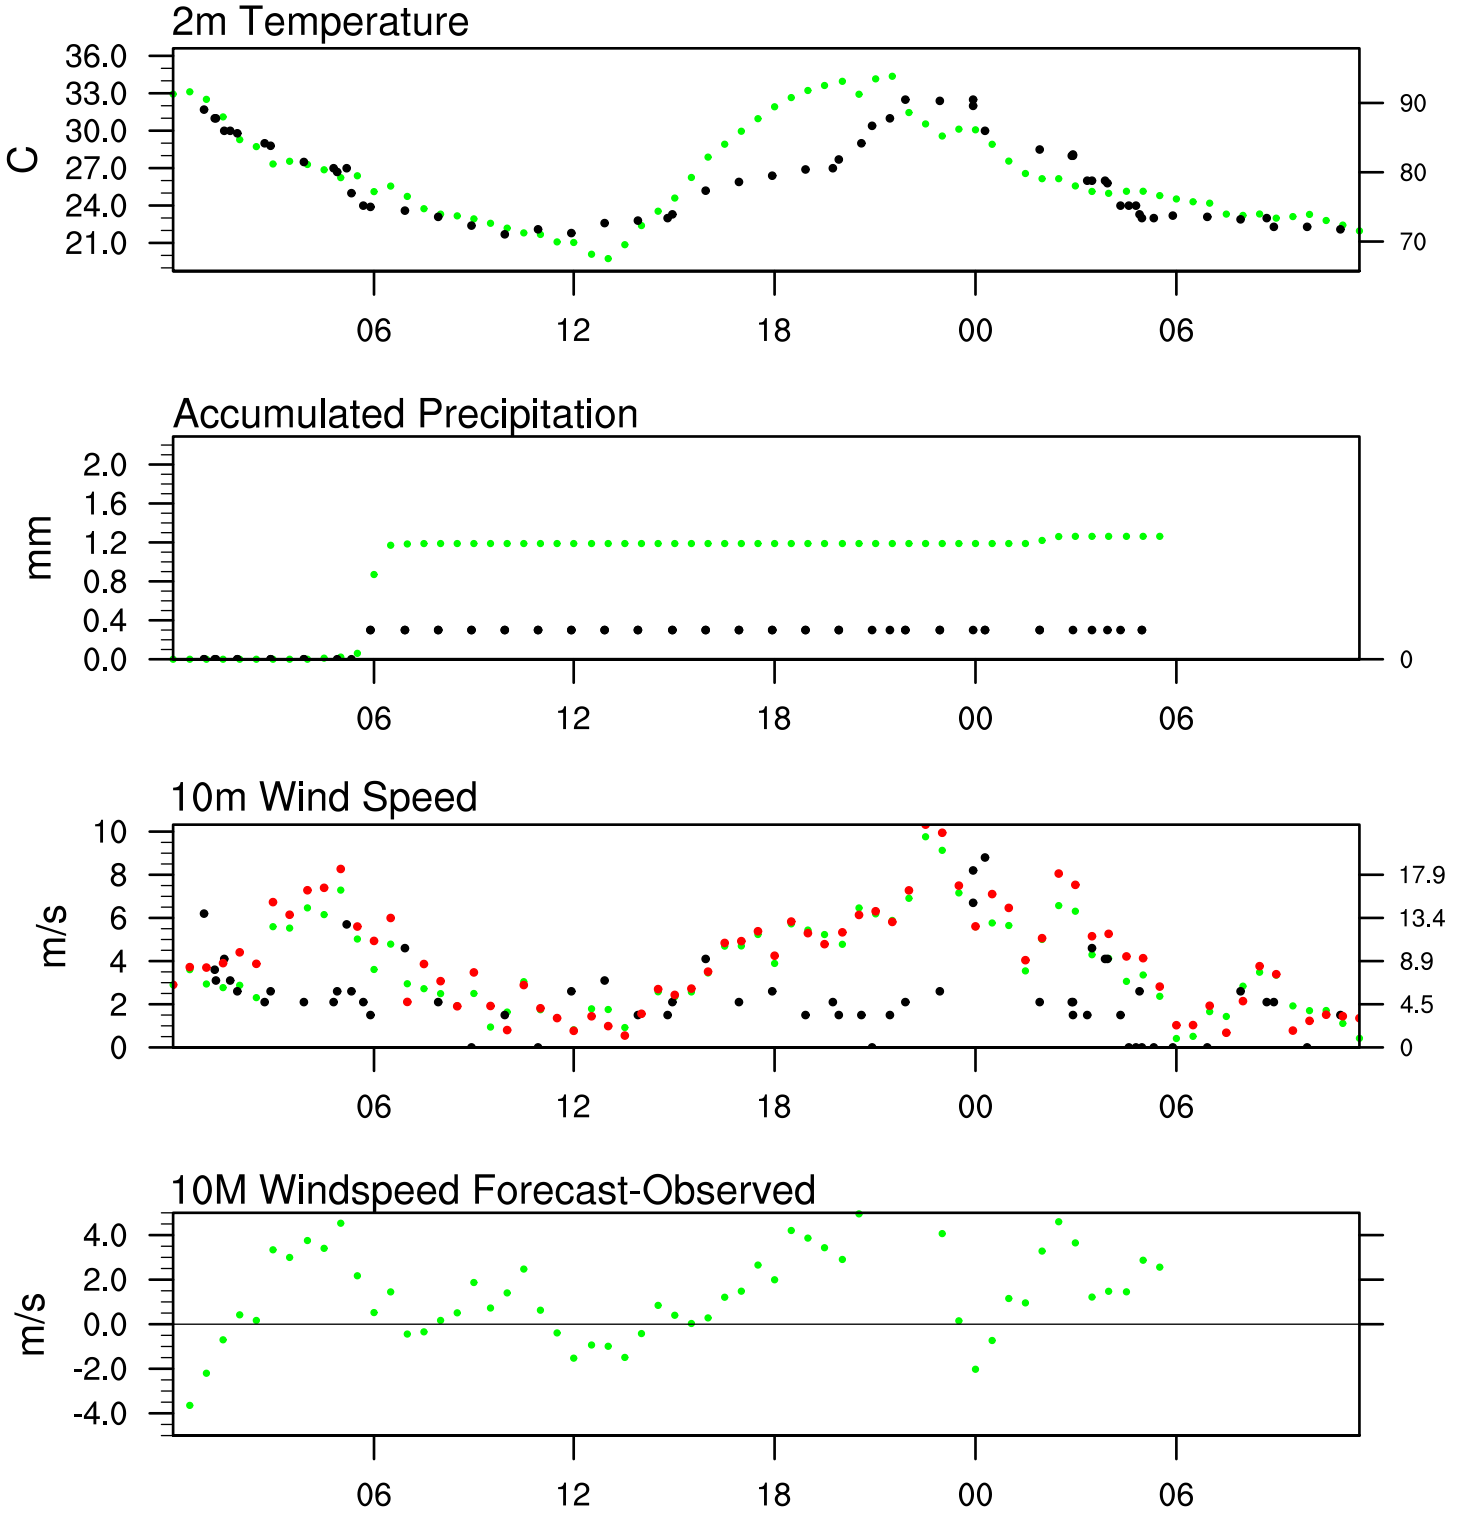 2m Temperature
36.0
33.0
30.0
27.0
24.0
21.0
C
90
80
70
06 12 18 00 06
Accumulated Precipitation
2.0
1.6
1.2
0.8
0.4
0.0
mm
0
06 12 18 00 06
10m Wind Speed
10
8
6
4
2
0
m/s
17.9
13.4
8.9
4.5
0
06 12 18 00 06
10M Windspeed Forecast-Observed
4.0
2.0
0.0
-2.0
-4.0
m/s
06 12 18 00 06